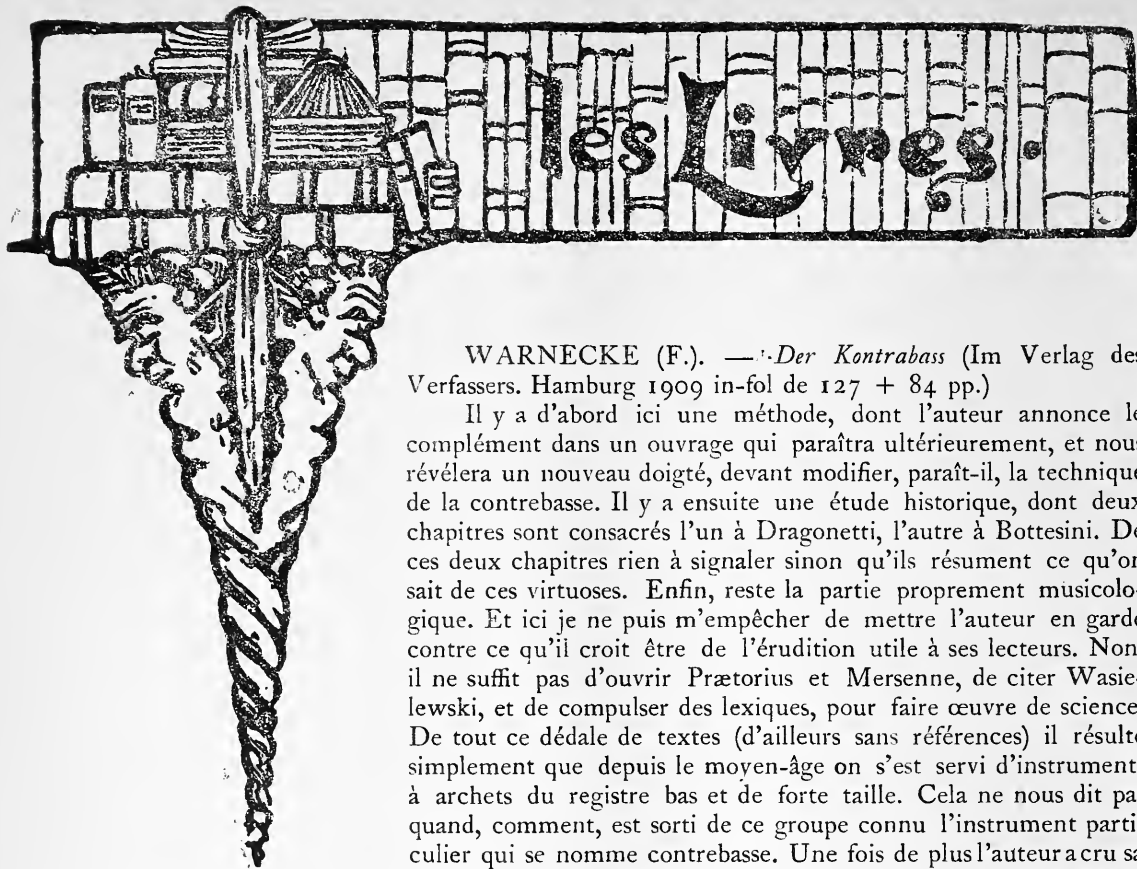 les Livres.
WARNECKE (F.). — Der Kontrabass (Im Verlag des
Verfassers. Hamburg 1909 in-fol de 127 + 84 pp.)
Il y a d'abord ici une méthode, dont l'auteur annonce le
complément dans un ouvrage qui paraîtra ultérieurement, et nous
révélera un nouveau doigté, devant modifier, paraît-il, la technique
de la contrebasse. Il y a ensuite une étude historique, dont deux
chapitres sont consacrés l'un à Dragonetti, l'autre à Bottesini. De
ces deux chapitres rien à signaler sinon qu'ils résument ce qu'on
sait de ces virtuoses. Enfin, reste la partie proprement musicolo-
gique. Et ici je ne puis m'empêcher de mettre l'auteur en garde
contre ce qu'il croit être de l'érudition utile à ses lecteurs. Non
il ne suffit pas d'ouvrir Prætorius et Mersenne, de citer Wasie-
lewski, et de compulser des lexiques, pour faire œuvre de science
De tout ce dédale de textes (d'ailleurs sans références) il résulte
simplement que depuis le moyen-âge on s'est servi d'instrument
à archets du registre bas et de forte taille. Cela ne nous dit pa
quand, comment, est sorti de ce groupe connu l'instrument parti-
culier qui se nomme contrebasse. Une fois de plus l'auteur a cru sa